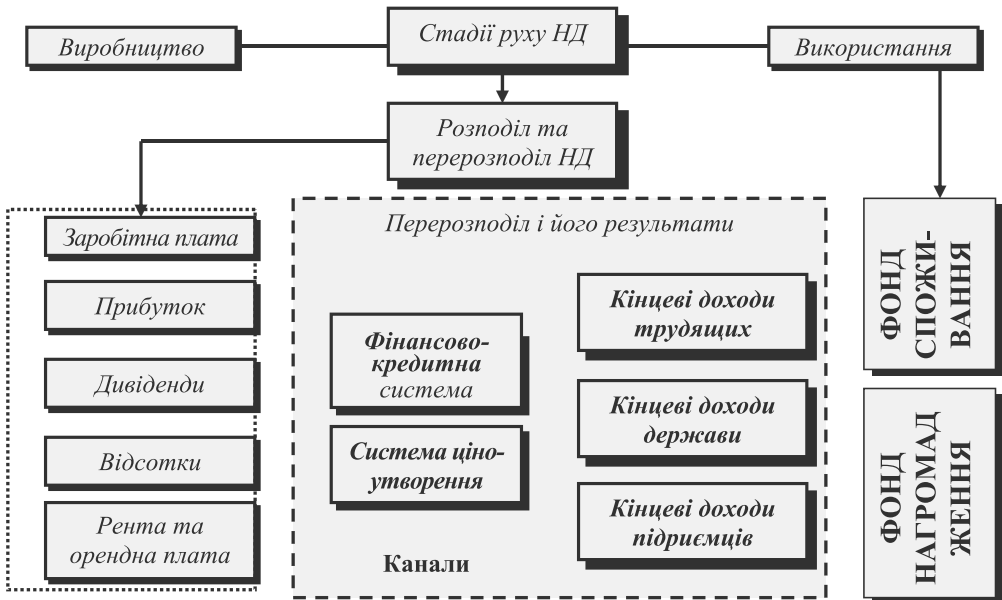 Виробництво
Стадії руху НД
Використання
Розподіл та
перерозподіл НД
Заробітна плата
Прибуток
Дивіденди
Відсотки
Рента та
орендна плата
Перерозподіл і його результати
Фінансово-
кредитна
система
Система ціно-
утворення
Канали
Кінцеві доходи
трудящих
Кінцеві доходи
держави
Кінцеві доходи
підриємців
ФОНД
СПОЖИ-
ВАННЯ
ФОНД
НАГРОМАД
ЖЕННЯ